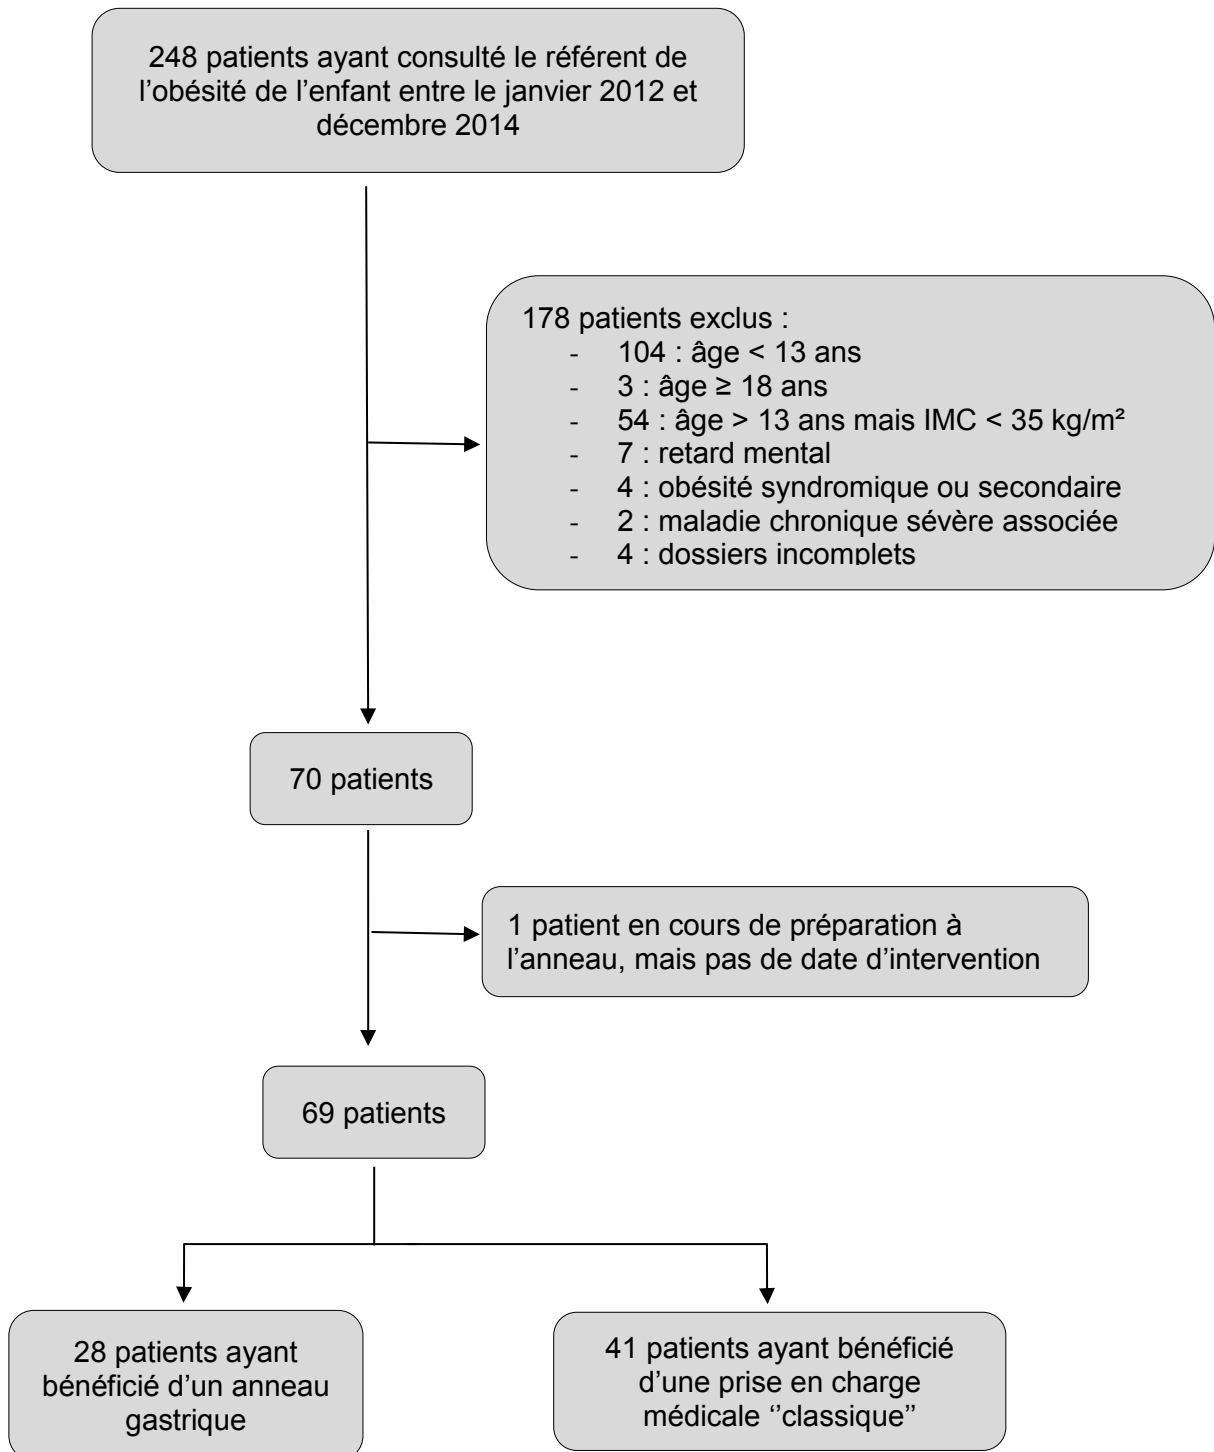 248 patients ayant consulté le référent de
l’obésité de l’enfant entre le janvier 2012 et
décembre 2014
178 patients exclus :
- 104 : âge < 13 ans
- 3 : âge ≥ 18 ans
- 54 : âge > 13 ans mais IMC < 35 kg/m²
- 7 : retard mental
- 4 : obésité syndromique ou secondaire
- 2 : maladie chronique sévère associée
- 4 : dossiers incomplets
70 patients
1 patient en cours de préparation à
l’anneau, mais pas de date d’intervention
69 patients
28 patients ayant
bénéficié d’un anneau
gastrique
41 patients ayant bénéficié
d’une prise en charge
médicale ‘’classique’’